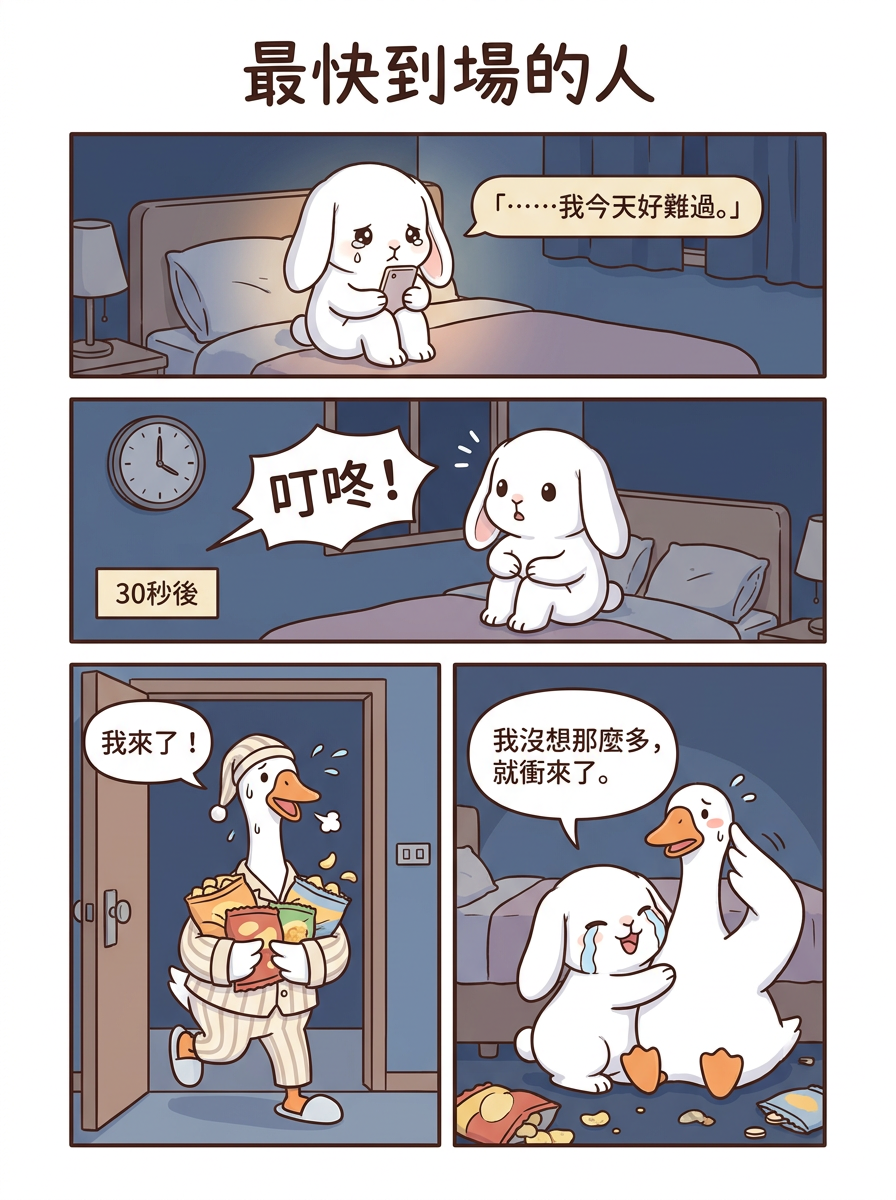 最快到場的人
「……我今天好難過。」
叮咚！
30秒後
我來了！
我沒想那麼多，
就衝來了。